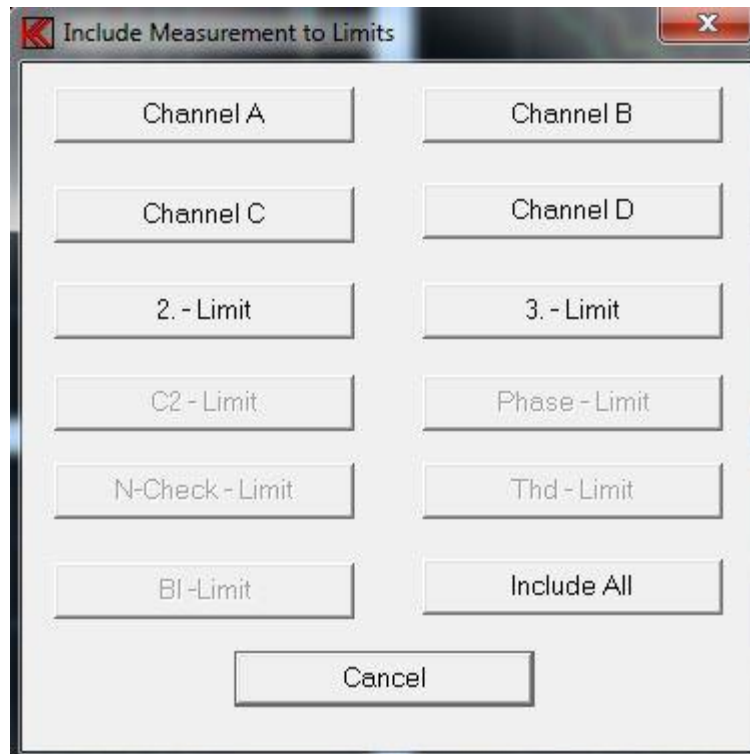 Include Measurement to Limits
Channel A
Channel B
Channel C
Channel D
2. - Limit
3. - Limit
C2 - Limit
Phase - Limit
N-Check - Limit
Thd - Limit
Bl -Limit
Include All
Cancel